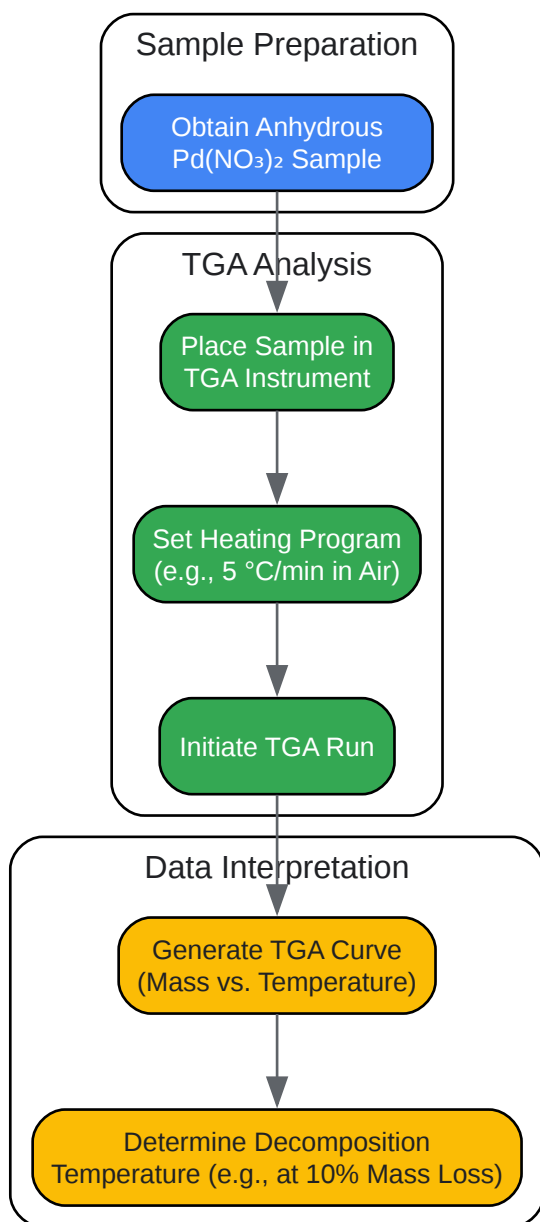 Sample Preparation
Obtain Anhydrous
Pd(NO₃)₂ Sample
TGA Analysis
Place Sample in
TGA Instrument
Set Heating Program
(e.g., 5 °C/min in Air)
Initiate TGA Run
Data Interpretation
Generate TGA Curve
(Mass vs. Temperature)
Determine Decomposition
Temperature (e.g., at 10% Mass Loss)